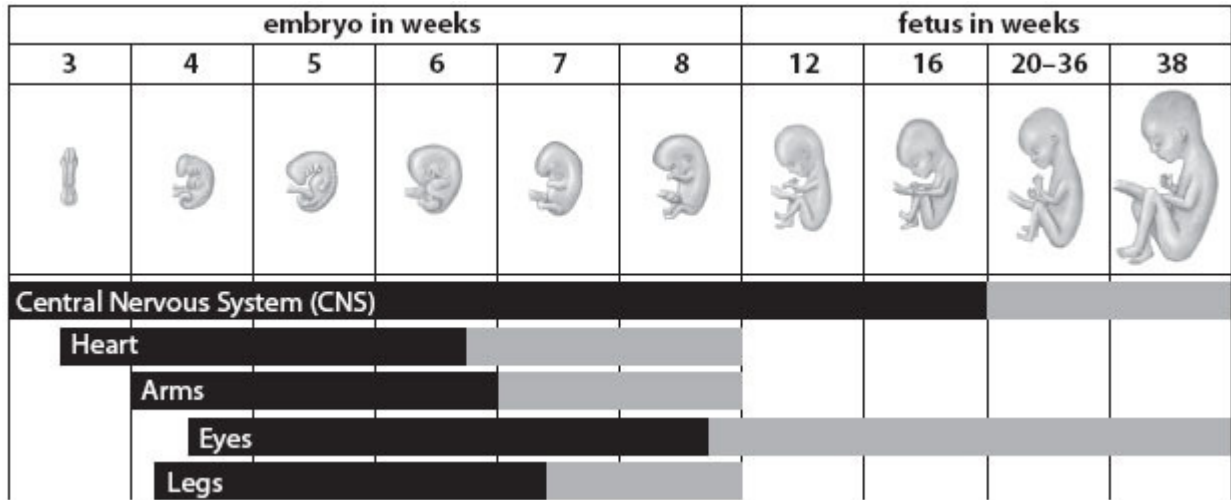 embryo in weeks fetus in weeks
3 4 5 6 7 8 12 16 20–36 38
Central Nervous System (CNS)
Heart
Arms
Eyes
Legs